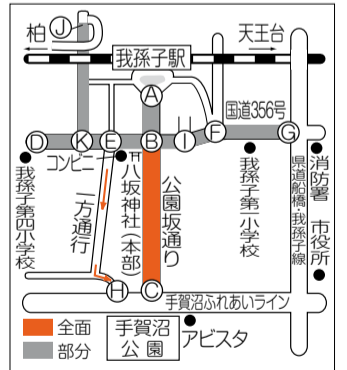 柏
J
天王台
我孫子駅
A
国道356号
D
K
E
B
I
F
G
コンビニ
我孫子第四小学校
一方通行
八坂神社(本部)
公園坂通り
我孫子第一小学校
県道船橋・我孫子線
消防署
市役所
H
C
手賀沼ふれあいライン
全面
部分
手賀沼
公園
アビスタ